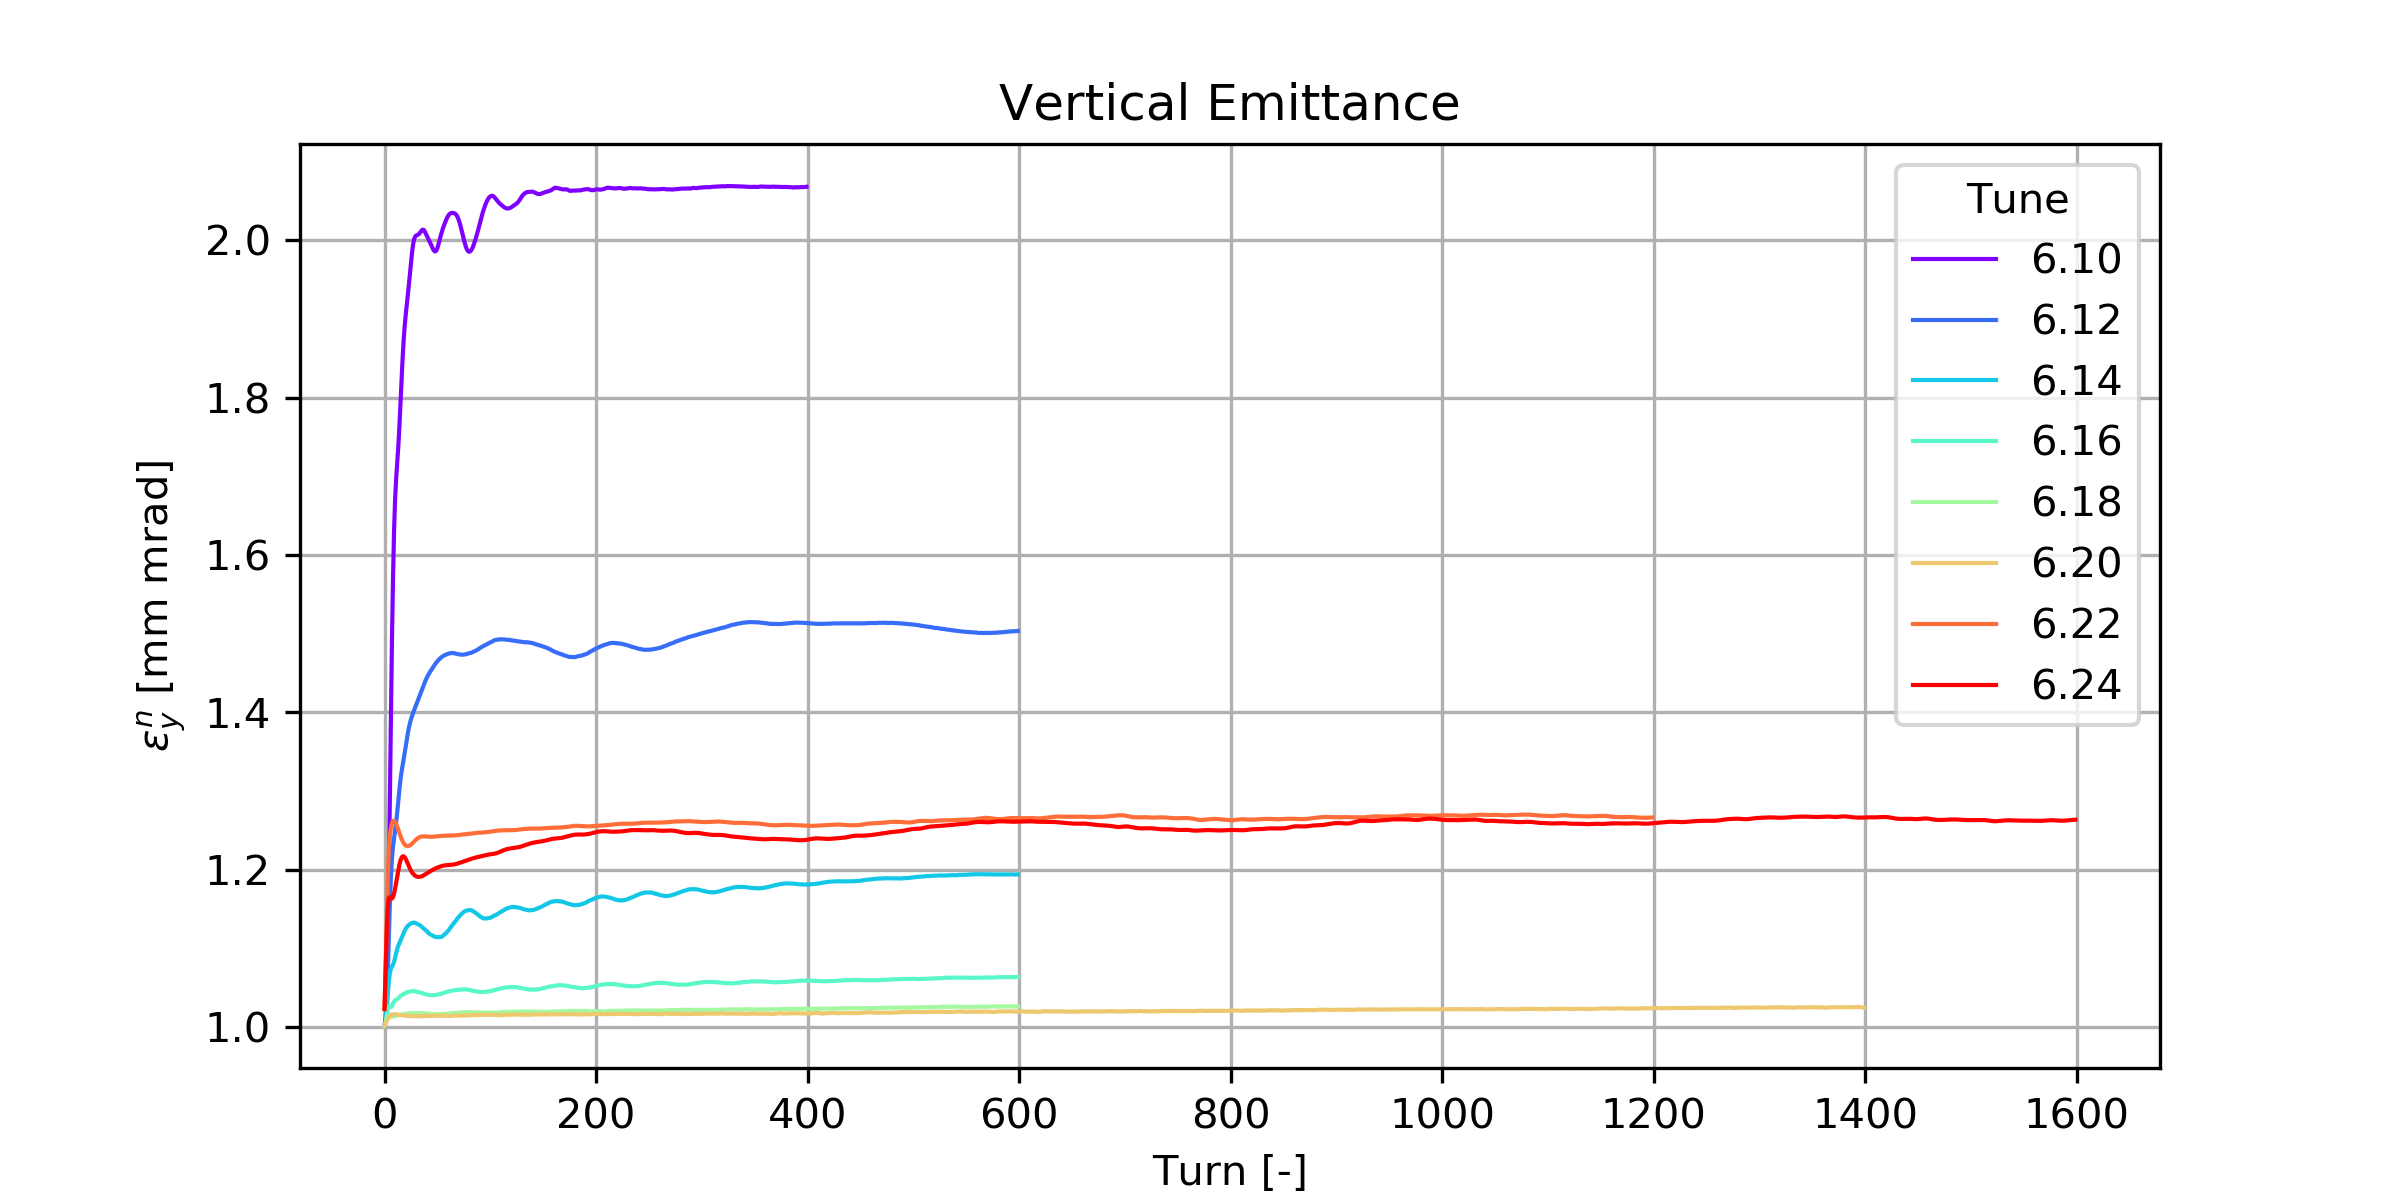 Vertical Emittance
ε_y^n [mm mrad]
2.0
1.8
1.6
1.4
1.2
1.0
0 200 400 600 800 1000 1200 1400 1600
Turn [-]
Tune
6.10
6.12
6.14
6.16
6.18
6.20
6.22
6.24